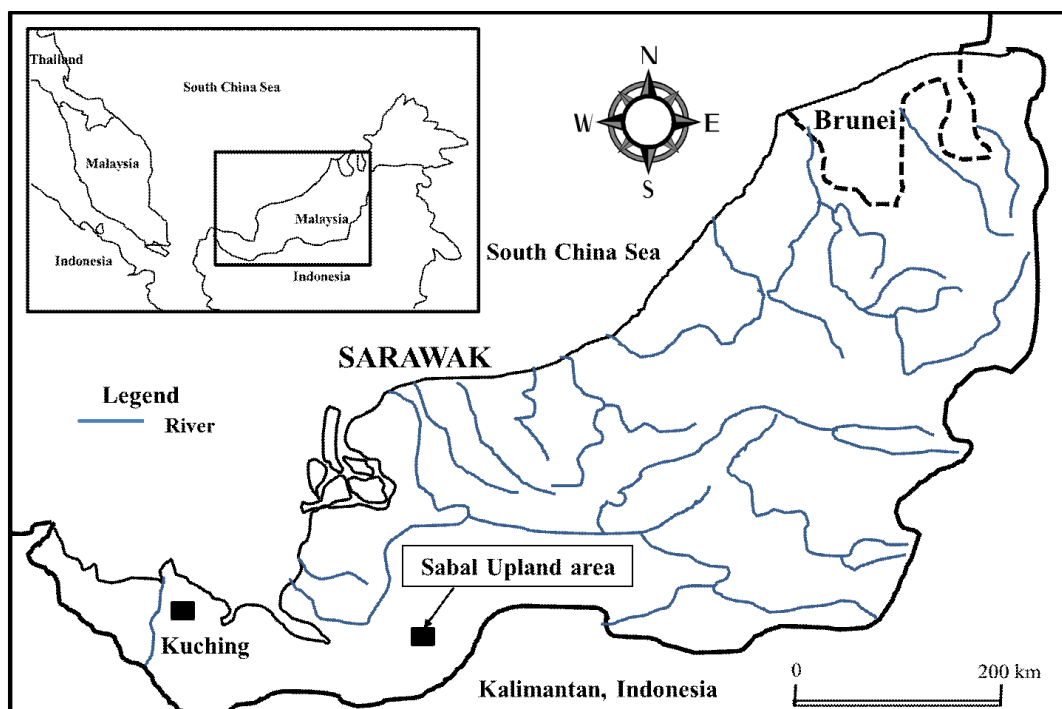 Thailand
South China Sea
Malaysia
Indonesia
Malaysia
Indonesia
N
W
E
S
Brunei
South China Sea
SARAWAK
Legend
River
Sabal Upland area
Kuching
Kalimantan, Indonesia
0
200 km